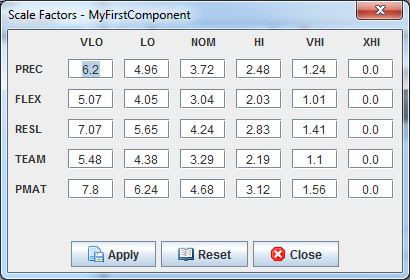 Scale Factors - MyFirstComponent
VLO LO NOM HI VHI XHI
PREC 6.2 4.96 3.72 2.48 1.24 0.0
FLEX 5.07 4.05 3.04 2.03 1.01 0.0
RESL 7.07 5.65 4.24 2.83 1.41 0.0
TEAM 5.48 4.38 3.29 2.19 1.1 0.0
PMAT 7.8 6.24 4.68 3.12 1.56 0.0
Apply Reset Close